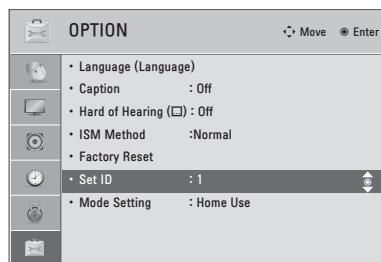 OPTION
Move
Enter
• Language (Language)
• Caption : Off
• Hard of Hearing ( ) : Off
• ISM Method :Normal
• Factory Reset
• Set ID : 1
• Mode Setting : Home Use